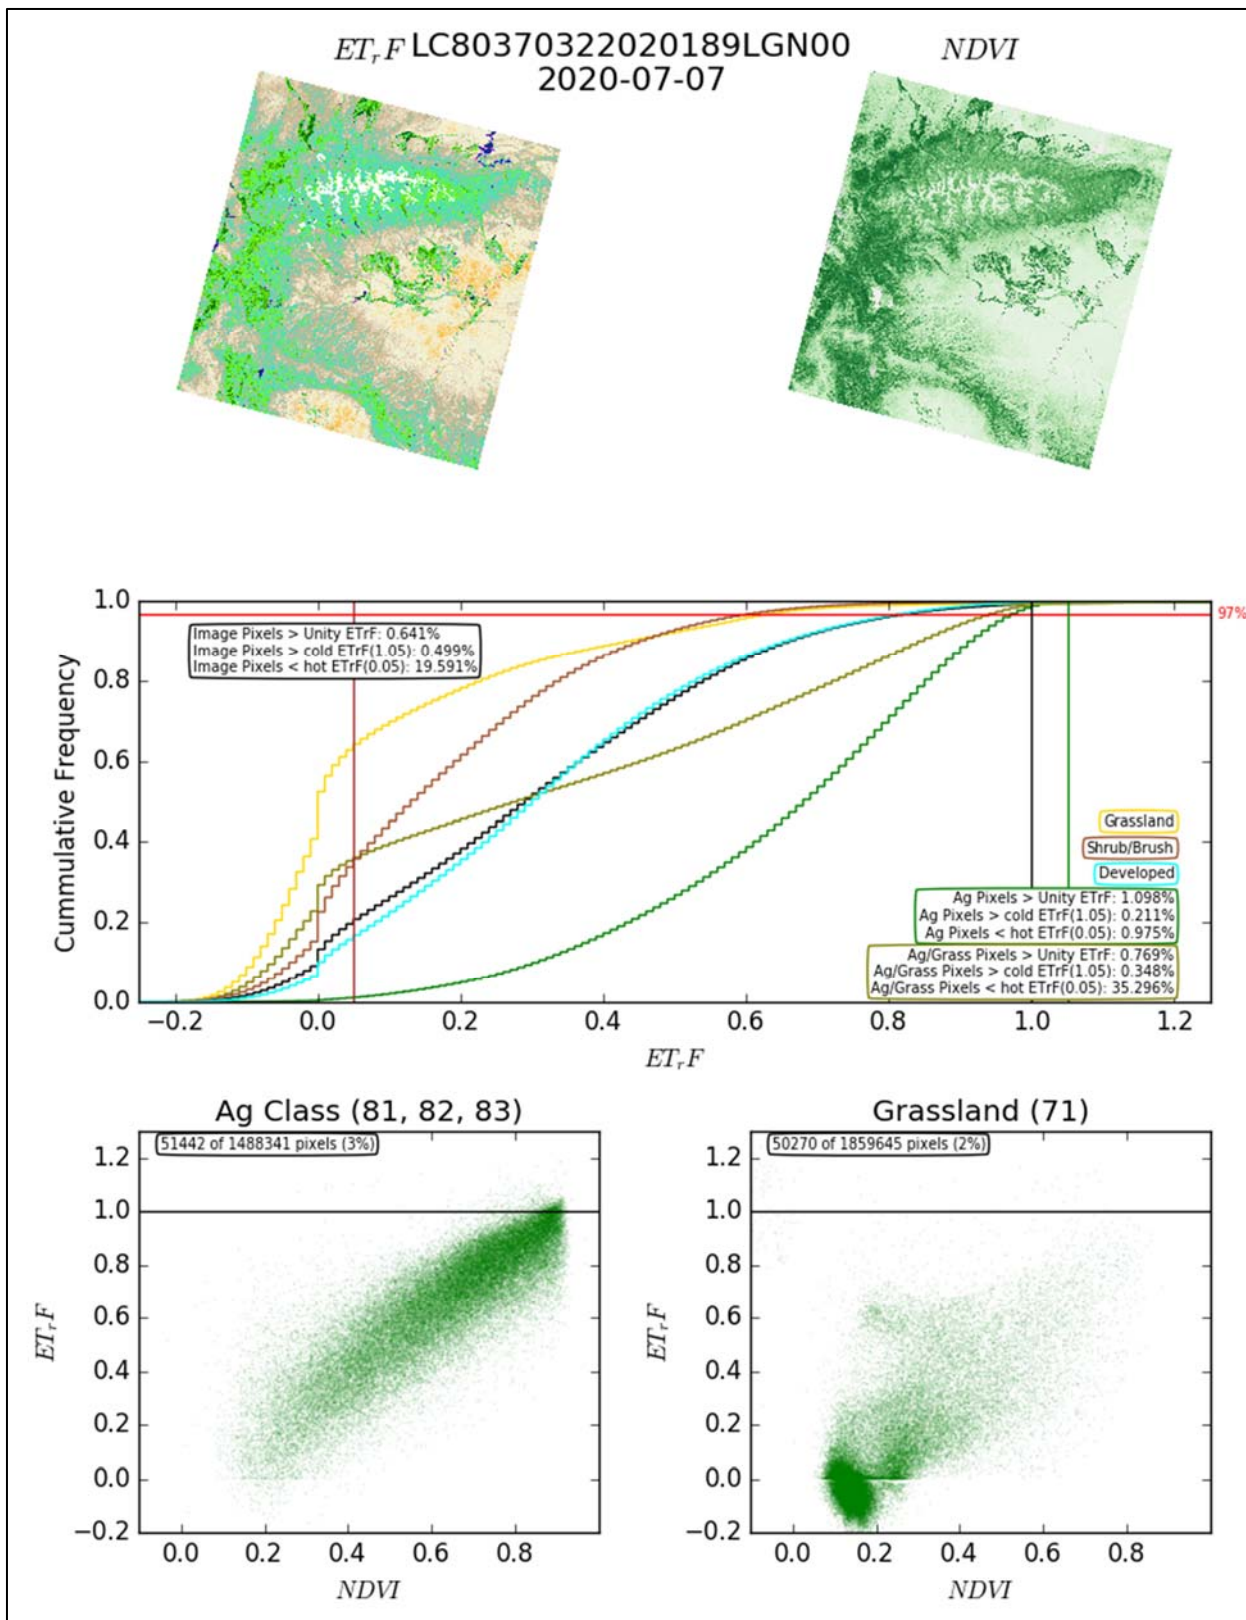 ETrF LC80370322020189LGN00 NDVI
2020-07-07
1.0
0.8
0.6
0.4
0.2
0.0
Cummulative Frequency
97%
Image Pixels > Unity ETrF: 0.641%
Image Pixels > cold ETrF(1.05): 0.499%
Image Pixels < hot ETrF(0.05): 19.591%
Grassland
Shrub/Brush
Developed
Ag Pixels > Unity ETrF: 1.098%
Ag Pixels > cold ETrF(1.05): 0.211%
Ag Pixels < hot ETrF(0.05): 0.975%
Ag/Grass Pixels > Unity ETrF: 0.769%
Ag/Grass Pixels > cold ETrF(1.05): 0.348%
Ag/Grass Pixels < hot ETrF(0.05): 35.296%
−0.2 0.0 0.2 0.4 0.6 0.8 1.0 1.2
ETrF
Ag Class (81, 82, 83)
51442 of 1488341 pixels (3%)
1.2
1.0
0.8
0.6
0.4
0.2
0.0
−0.2
ETrF
0.0 0.2 0.4 0.6 0.8
NDVI
Grassland (71)
50270 of 1859645 pixels (2%)
1.2
1.0
0.8
0.6
0.4
0.2
0.0
−0.2
ETrF
0.0 0.2 0.4 0.6 0.8
NDVI